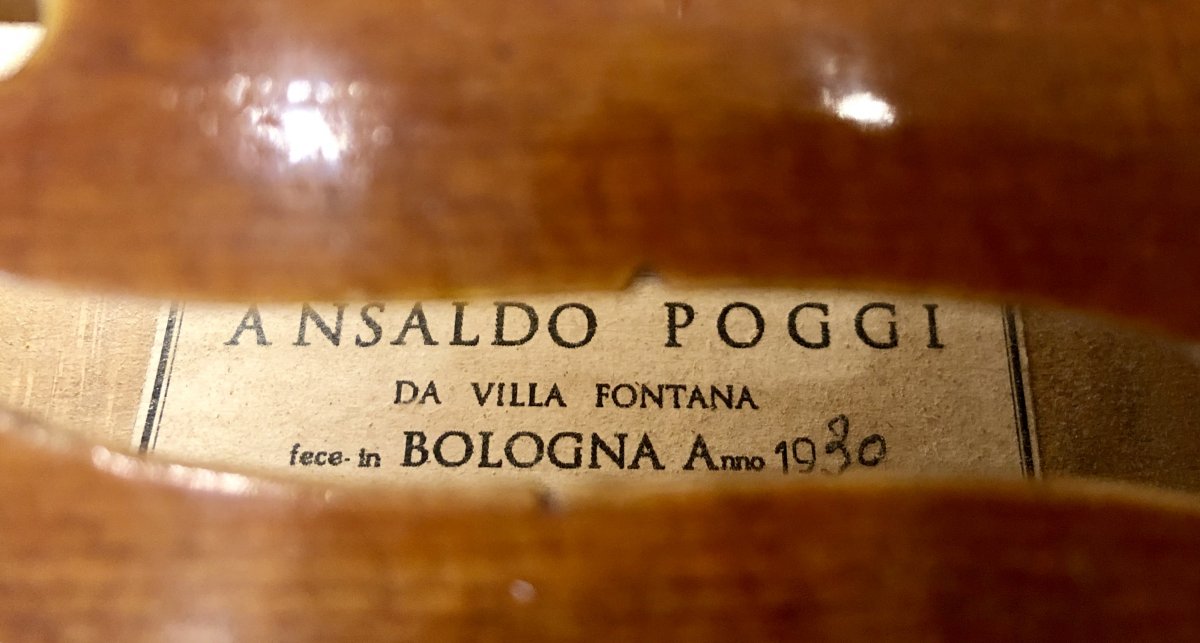 ANSALDO POGGI
DA VILLA FONTANA
fece-in BOLOGNA Anno 1930